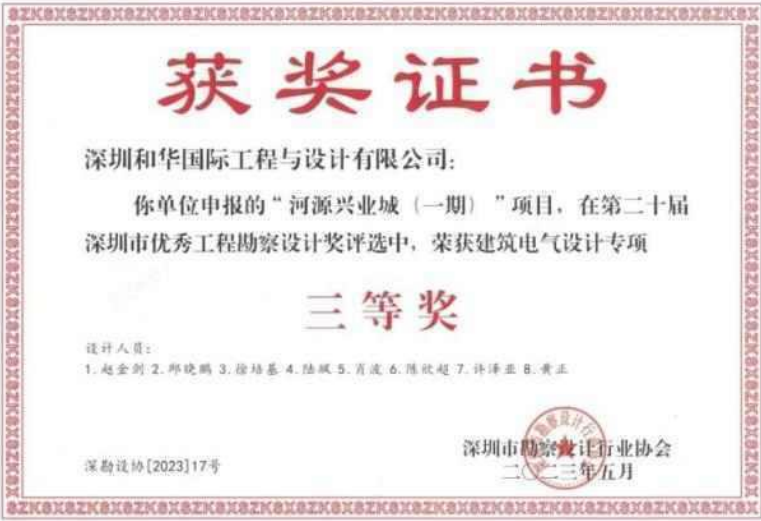 获奖证书
深圳和华国际工程与设计有限公司：
你单位申报的“河源兴业城（一期）”项目，在第二十届
深圳市优秀工程勘察设计奖评选中，荣获建筑电气设计专项
三等奖
设计人员：
1.赵金剑 2.邱晓鹏 3.徐培基 4.陆飒 5.肖波 6.陈欣超 7.许泽亚 8.黄正
深圳市勘察设计行业协会
深勘设协[2023]17号
二〇二三年五月